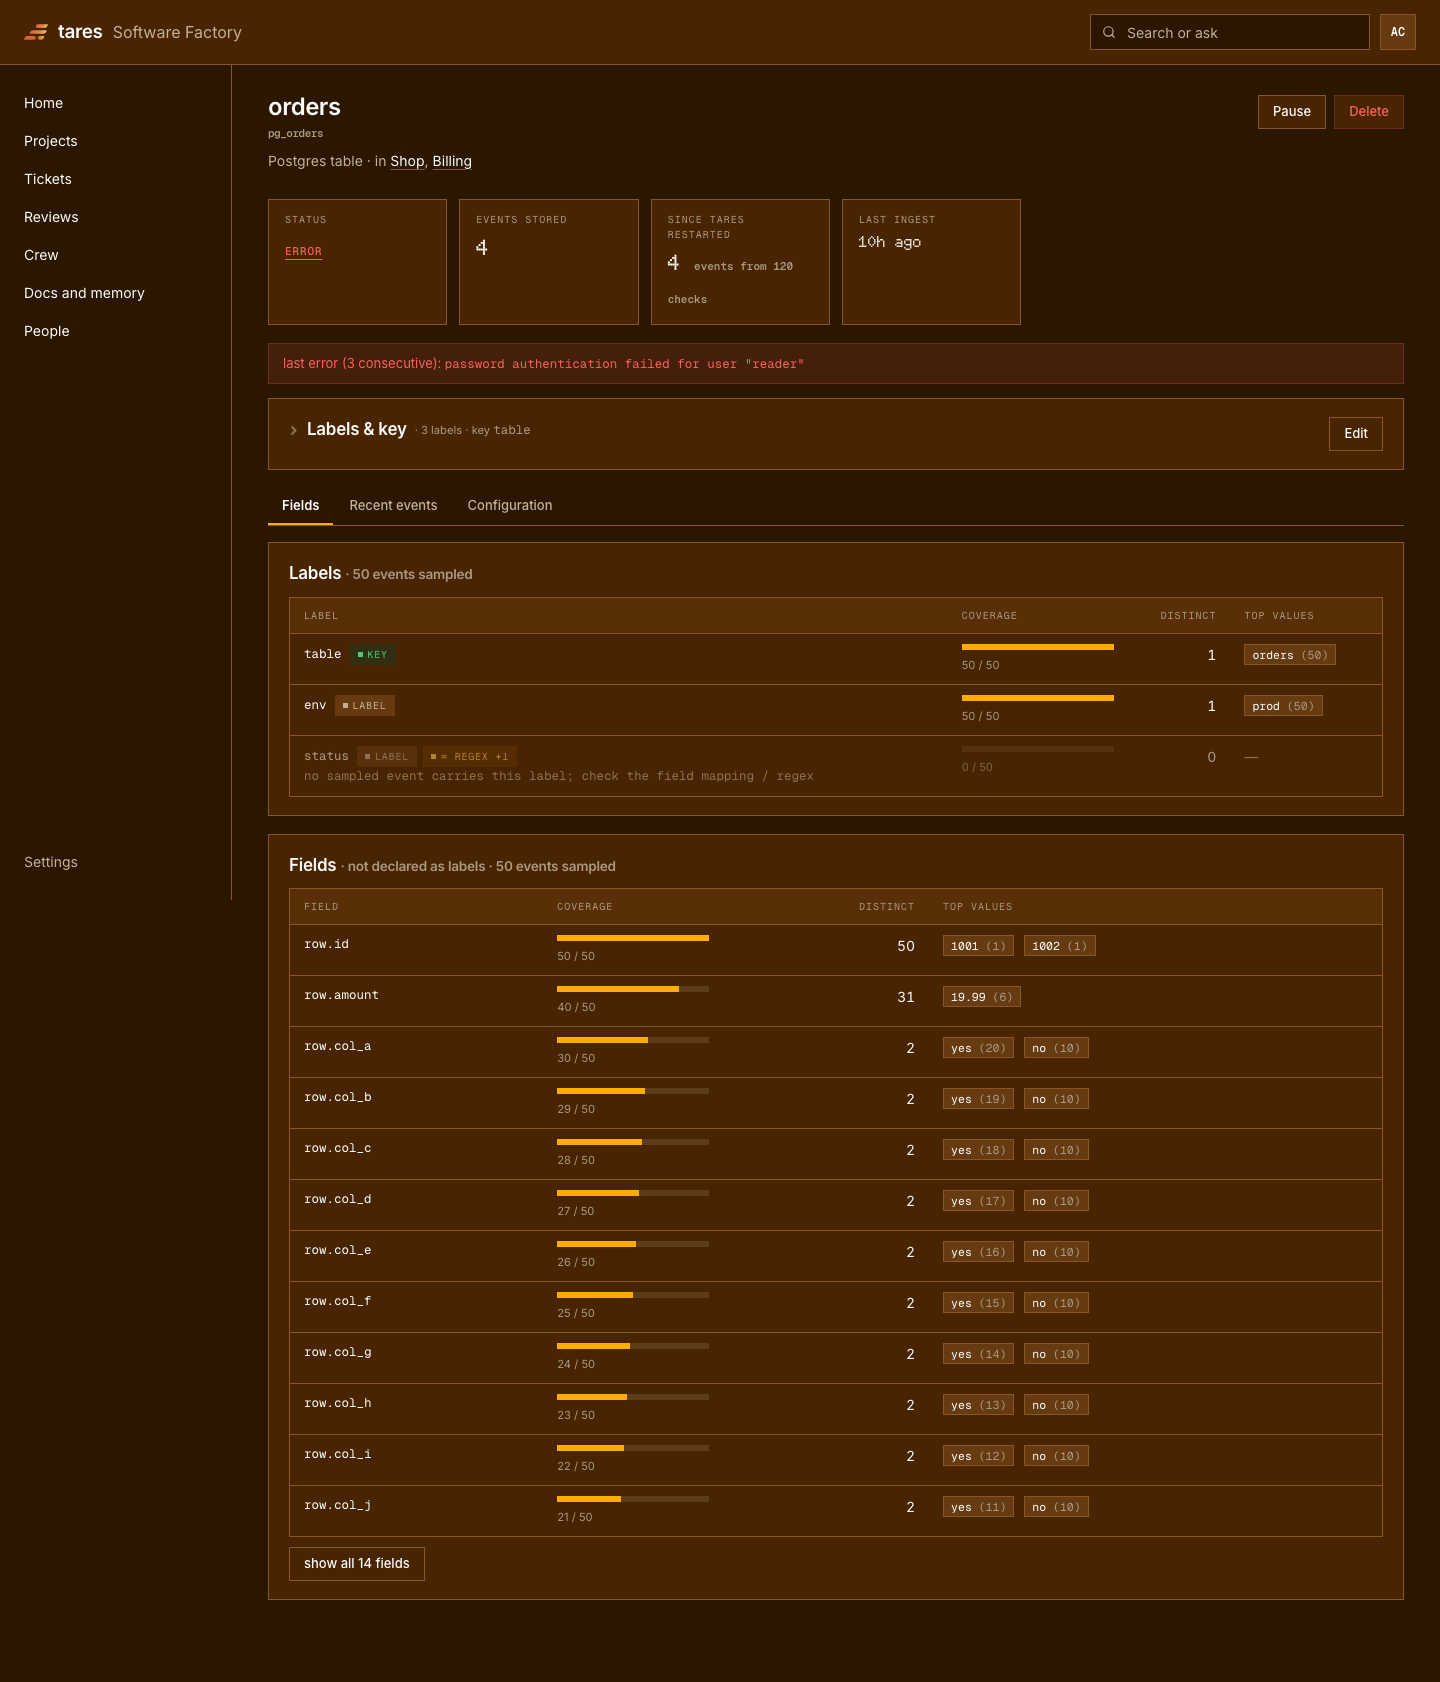 tares Software Factory
Search or ask
AC
Home
Projects
Tickets
Reviews
Crew
Docs and memory
People
Settings
orders
Pause
Delete
pg_orders
Postgres table · in Shop, Billing
STATUS
ERROR
EVENTS STORED
4
SINCE TARES
RESTARTED
4 events from 120
checks
LAST INGEST
10h ago
last error (3 consecutive): password authentication failed for user "reader"
Labels & key · 3 labels · key table
Edit
Fields
Recent events
Configuration
Labels · 50 events sampled
LABEL COVERAGE DISTINCT TOP VALUES
table KEY 1 orders (50)
50 / 50
env LABEL 1 prod (50)
50 / 50
status LABEL ≈ REGEX +1 0 —
0 / 50
no sampled event carries this label; check the field mapping / regex
Fields · not declared as labels · 50 events sampled
FIELD COVERAGE DISTINCT TOP VALUES
row.id 50 1001 (1) 1002 (1)
50 / 50
row.amount 31 19.99 (6)
40 / 50
row.col_a 2 yes (20) no (10)
30 / 50
row.col_b 2 yes (19) no (10)
29 / 50
row.col_c 2 yes (18) no (10)
28 / 50
row.col_d 2 yes (17) no (10)
27 / 50
row.col_e 2 yes (16) no (10)
26 / 50
row.col_f 2 yes (15) no (10)
25 / 50
row.col_g 2 yes (14) no (10)
24 / 50
row.col_h 2 yes (13) no (10)
23 / 50
row.col_i 2 yes (12) no (10)
22 / 50
row.col_j 2 yes (11) no (10)
21 / 50
show all 14 fields